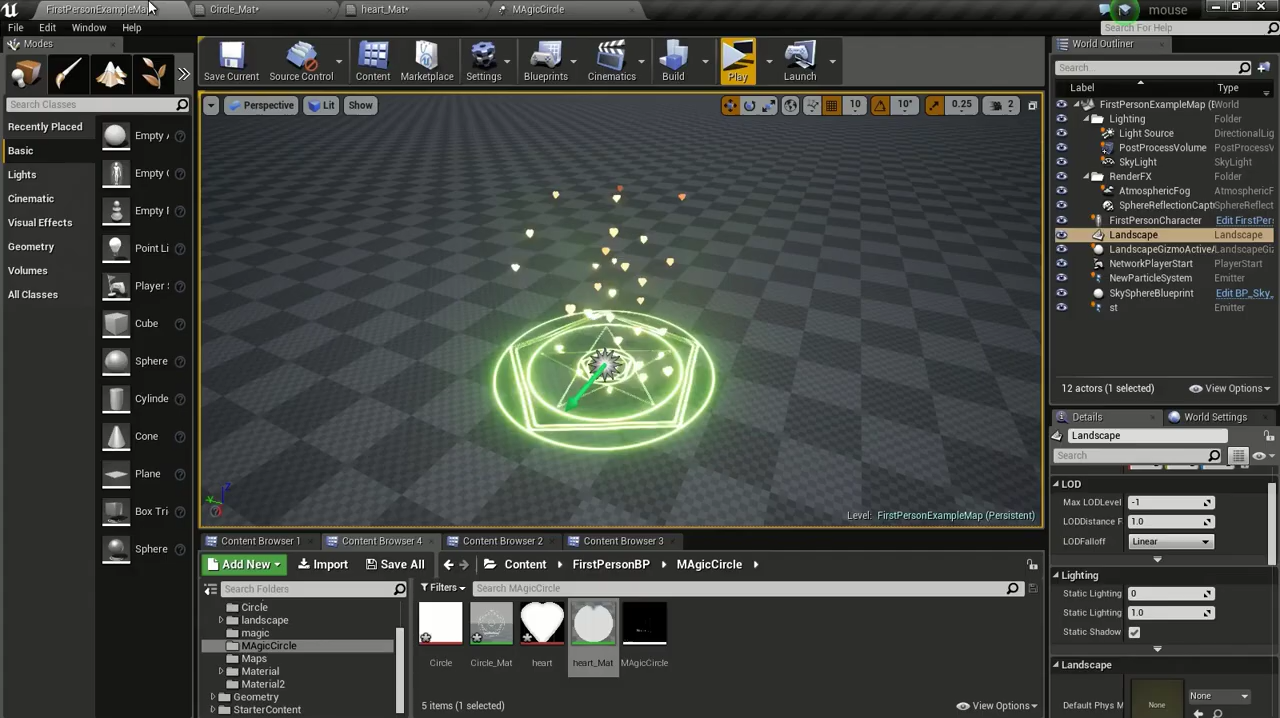 FirstPersonExampleMap
Circle_Mat*
heart_Mat*
MAgicCircle
mouse
File
Edit
Window
Help
Search For Help
Modes
World Outliner
Save Current
Source Control
Content
Marketplace
Settings
Blueprints
Cinematics
Build
Play
Launch
Search...
Label
Type
Search Classes
Perspective
Lit
Show
10
10°
0.25
2
FirstPersonExampleMap (E
World
Recently Placed
Basic
Lights
Cinematic
Visual Effects
Geometry
Volumes
All Classes
Empty A
Empty C
Empty P
Point Li
Player S
Cube
Sphere
Cylinde
Cone
Plane
Box Tri
Sphere
Lighting
Folder
Light Source
DirectionalLig
PostProcessVolume
PostProcessV
SkyLight
SkyLight
RenderFX
Folder
AtmosphericFog
AtmosphericF
SphereReflectionCapt
SphereReflect
FirstPersonCharacter
Edit FirstPers
Landscape
Landscape
LandscapeGizmoActiveA
LandscapeGiz
NetworkPlayerStart
PlayerStart
NewParticleSystem
Emitter
SkySphereBlueprint
Edit BP_Sky_
st
Emitter
12 actors (1 selected)
View Options
Details
World Settings
Landscape
Search
LOD
Max LODLevel
-1
LODDistance F
1.0
LODFalloff
Linear
Lighting
Static Lighting
0
Static Lighting
1.0
Static Shadow
Landscape
Default Phys M
None
None
Level: FirstPersonExampleMap (Persistent)
Content Browser 1
Content Browser 4
Content Browser 2
Content Browser 3
Add New
Import
Save All
Content
FirstPersonBP
MAgicCircle
Search Folders
Filters
Search MAgicCircle
Circle
landscape
magic
MAgicCircle
Maps
Material
Material2
Geometry
StarterContent
Circle
Circle_Mat
heart
heart_Mat
MAgicCircle
5 items (1 selected)
View Options